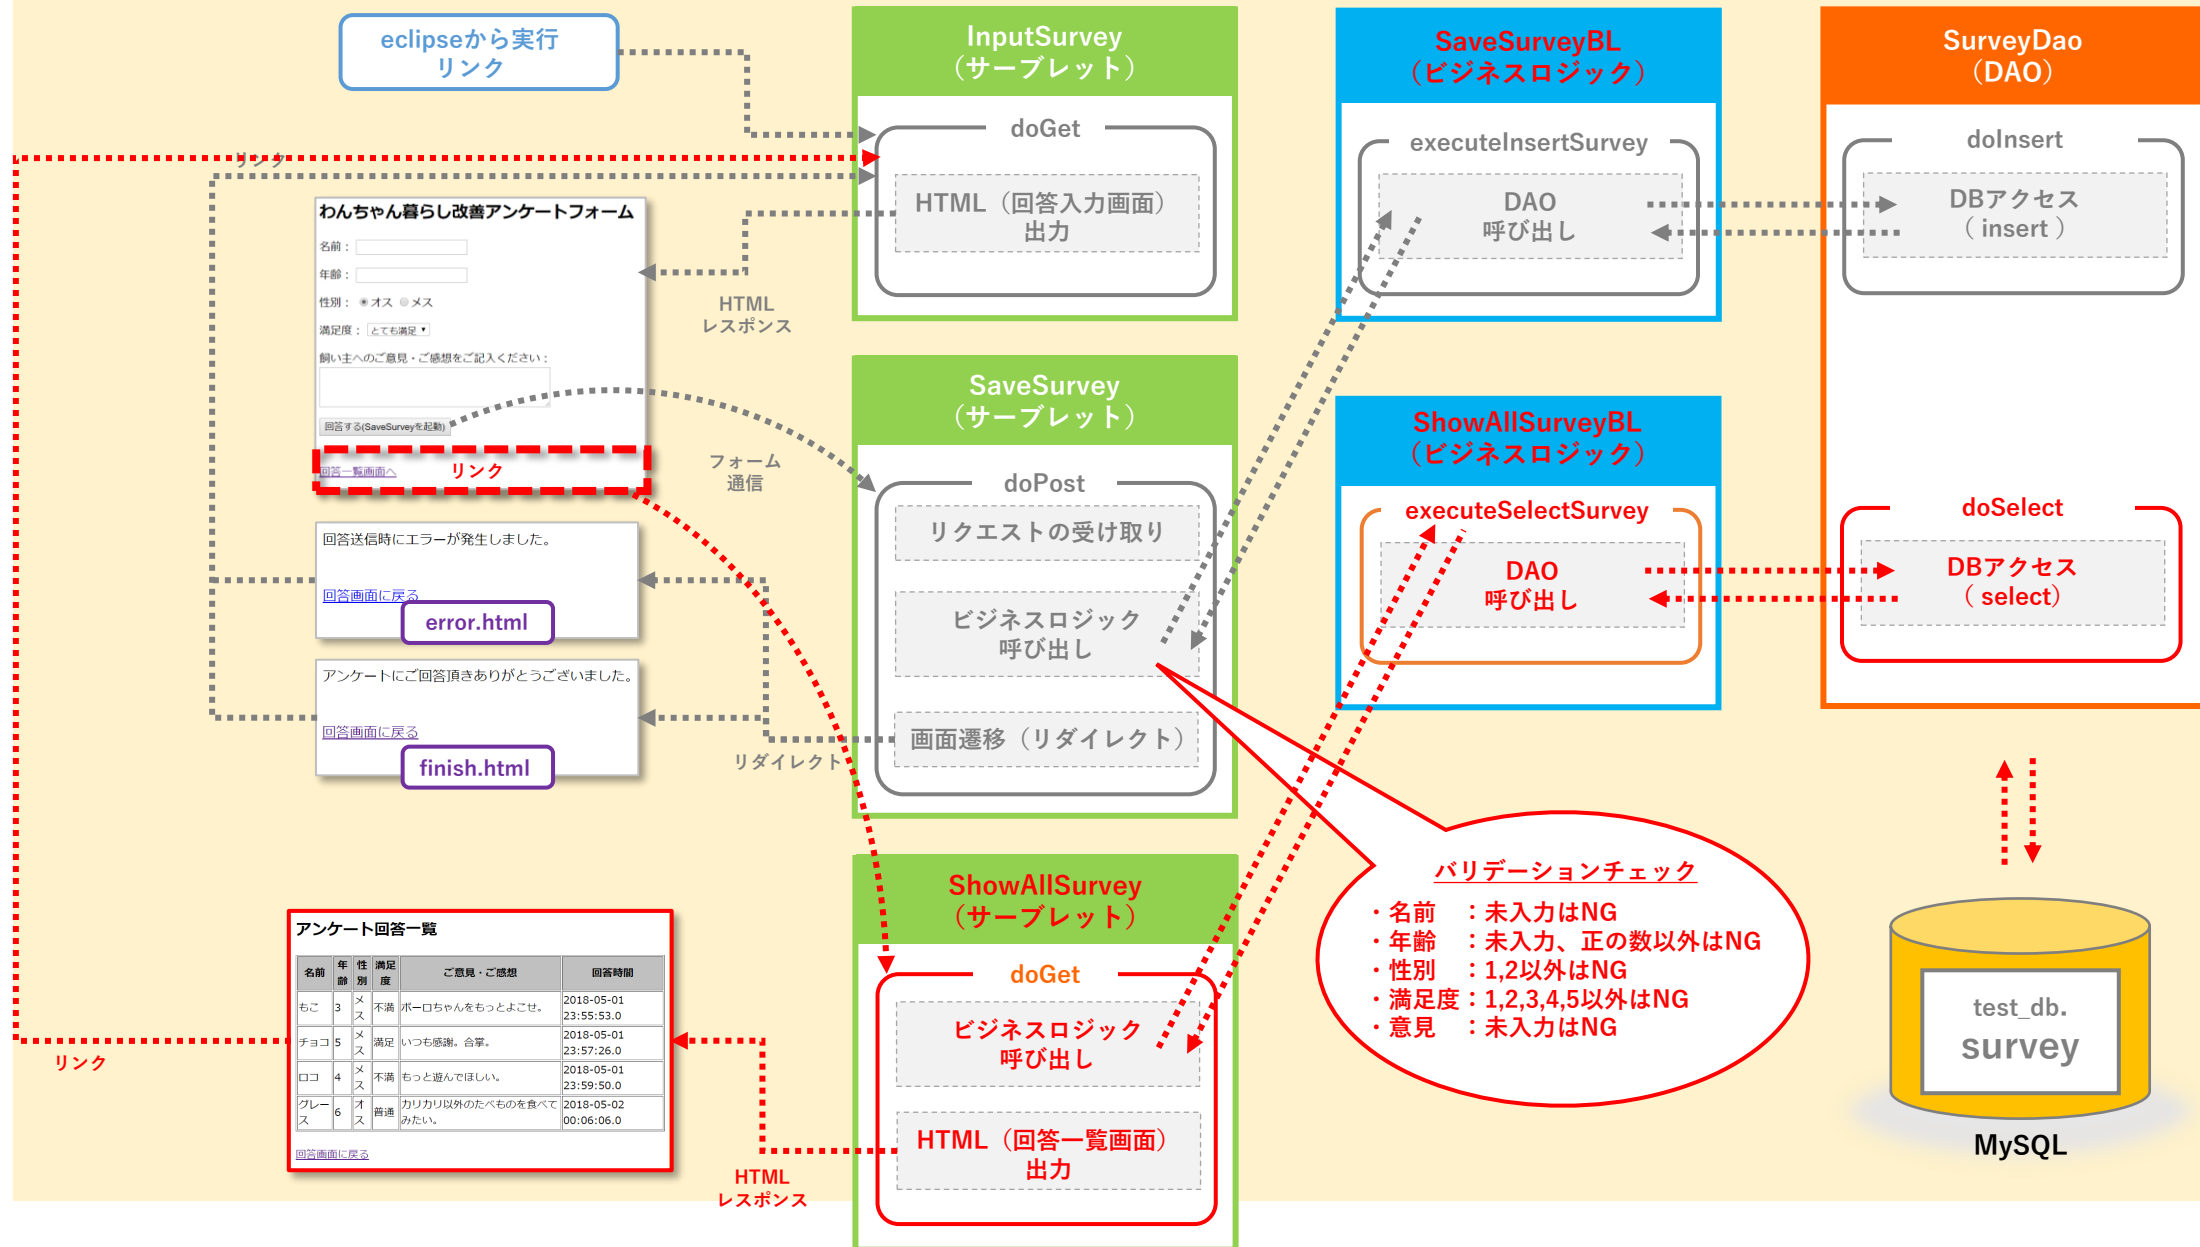 eclipseから実行
リンク
リンク
わんちゃん暮らし改善アンケートフォーム
名前：
年齢：
性別： オス メス
満足度： とても満足
飼い主へのご意見・ご感想をご記入ください：
回答する(SaveSurveyを起動)
回答一覧画面へ
リンク
回答送信時にエラーが発生しました。
回答画面に戻る
error.html
アンケートにご回答頂きありがとうございました。
回答画面に戻る
finish.html
リンク
アンケート回答一覧
名前 年齢 性別 満足度 ご意見・ご感想 回答時間
もこ 3 メス 不満 ボーロちゃんをもっとよこせ。 2018-05-01 23:55:53.0
チョコ 5 メス 満足 いつも感謝。合掌。 2018-05-01 23:57:26.0
ロコ 4 メス 不満 もっと遊んでほしい。 2018-05-01 23:59:50.0
グレース 6 オス 普通 カリカリ以外のたべものを食べてみたい。 2018-05-02 00:06:06.0
回答画面に戻る
HTML
レスポンス
フォーム
通信
リダイレクト
HTML
レスポンス
InputSurvey
（サーブレット）
doGet
HTML（回答入力画面）
出力
SaveSurvey
（サーブレット）
doPost
リクエストの受け取り
ビジネスロジック
呼び出し
画面遷移（リダイレクト）
ShowAllSurvey
（サーブレット）
doGet
ビジネスロジック
呼び出し
HTML（回答一覧画面）
出力
SaveSurveyBL
（ビジネスロジック）
executeInsertSurvey
DAO
呼び出し
ShowAllSurveyBL
（ビジネスロジック）
executeSelectSurvey
DAO
呼び出し
バリデーションチェック
・名前 ：未入力はNG
・年齢 ：未入力、正の数以外はNG
・性別 ：1,2以外はNG
・満足度：1,2,3,4,5以外はNG
・意見 ：未入力はNG
SurveyDao
（DAO）
doInsert
DBアクセス
（ insert ）
doSelect
DBアクセス
（ select）
test_db.
survey
MySQL